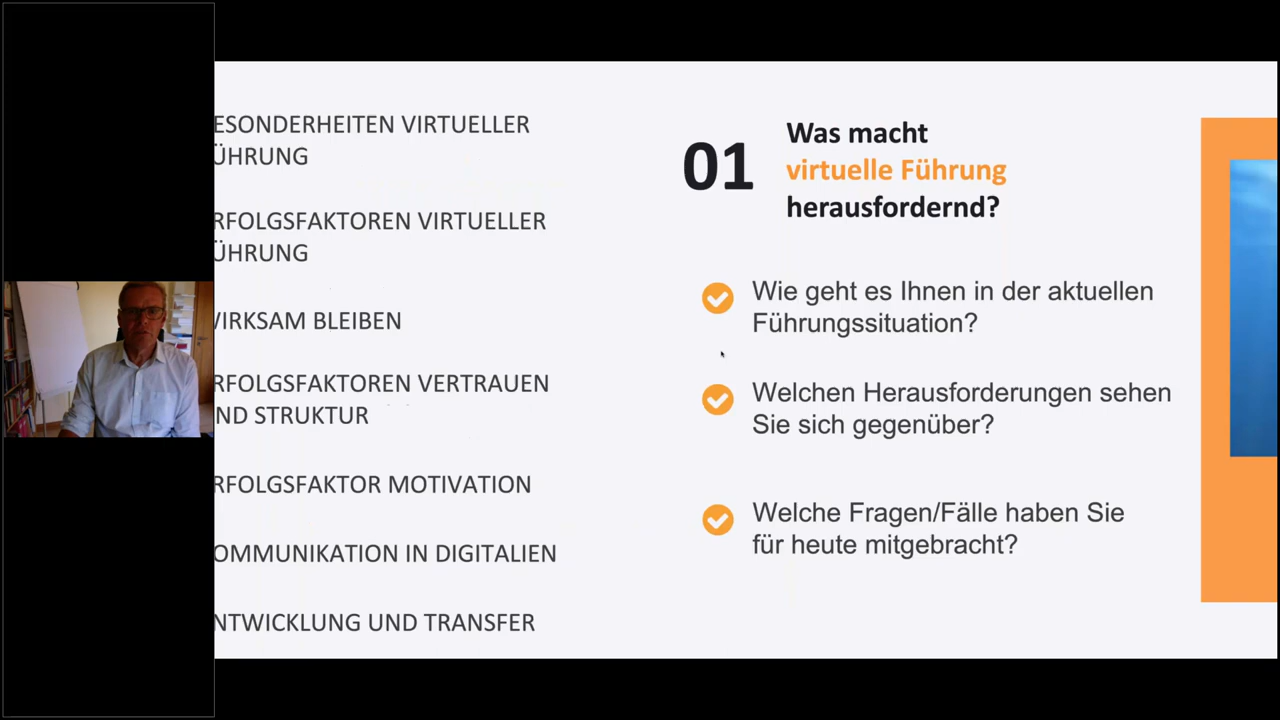 ESONDERHEITEN VIRTUELLER
ÜHRUNG
RFOLGSFAKTOREN VIRTUELLER
ÜHRUNG
VIRKSAM BLEIBEN
RFOLGSFAKTOREN VERTRAUEN
ND STRUKTUR
RFOLGSFAKTOR MOTIVATION
OMMUNIKATION IN DIGITALIEN
NTWICKLUNG UND TRANSFER
01
Was macht
virtuelle Führung
herausfordernd?
Wie geht es Ihnen in der aktuellen
Führungssituation?
Welchen Herausforderungen sehen
Sie sich gegenüber?
Welche Fragen/Fälle haben Sie
für heute mitgebracht?